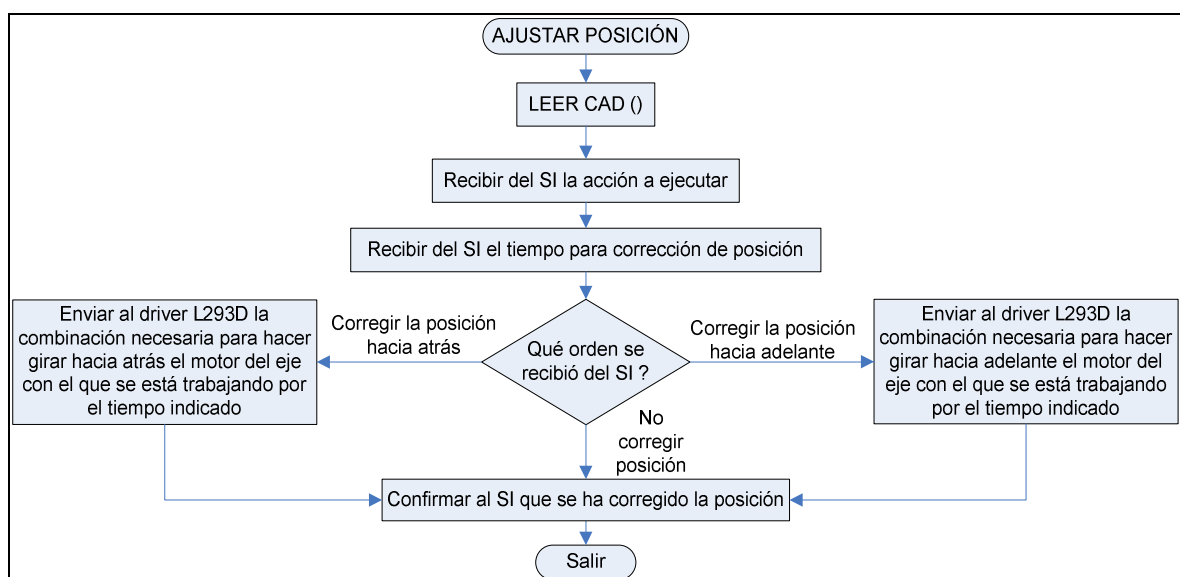 AJUSTAR POSICIÓN
LEER CAD ()
Recibir del SI la acción a ejecutar
Recibir del SI el tiempo para corrección de posición
Enviar al driver L293D la
combinación necesaria para hacer
girar hacia atrás el motor del eje
con el que se está trabajando por
el tiempo indicado
Corregir la posición
hacia atrás
Qué orden se
recibió del SI ?
Corregir la posición
hacia adelante
Enviar al driver L293D la
combinación necesaria para hacer
girar hacia adelante el motor del
eje con el que se está trabajando
por el tiempo indicado
No
corregir
posición
Confirmar al SI que se ha corregido la posición
Salir